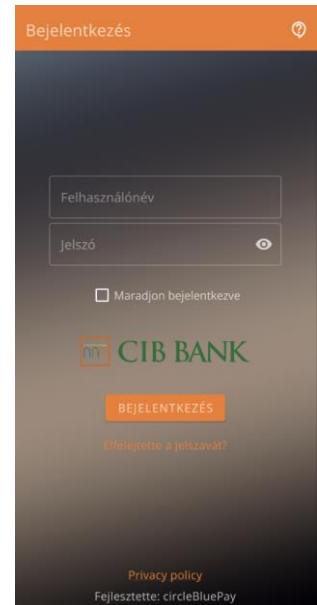 Bejelentkezés
Felhasználónév
Jelszó
Maradjon bejelentkezve
CIB BANK
BEJELENTKEZÉS
Elfelejtette a jelszavát?
Privacy policy
Fejlesztette: circleBluePay